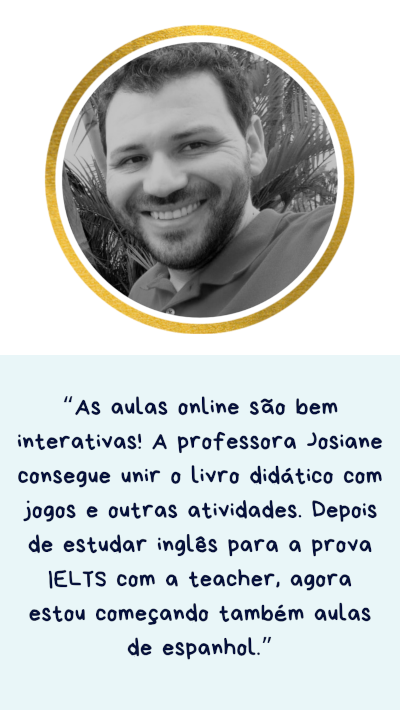 “As aulas online são bem
interativas! A professora Josiane
consegue unir o livro didático com
jogos e outras atividades. Depois
de estudar inglês para a prova
IELTS com a teacher, agora
estou começando também aulas
de espanhol.”